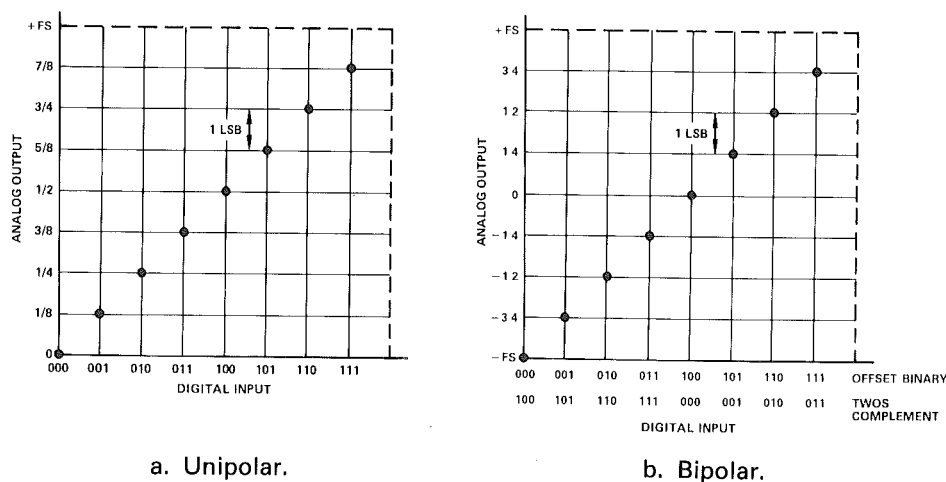 + FS
7/8
3/4
5/8
1/2
3/8
1/4
1/8
0
ANALOG OUTPUT
1 LSB
000 001 010 011 100 101 110 111
DIGITAL INPUT
a. Unipolar.
+ FS
3 4
1 2
1 4
0
− 1 4
− 1 2
− 3 4
− FS
ANALOG OUTPUT
1 LSB
000 001 010 011 100 101 110 111 OFFSET BINARY
100 101 110 111 000 001 010 011 TWOS
COMPLEMENT
DIGITAL INPUT
b. Bipolar.